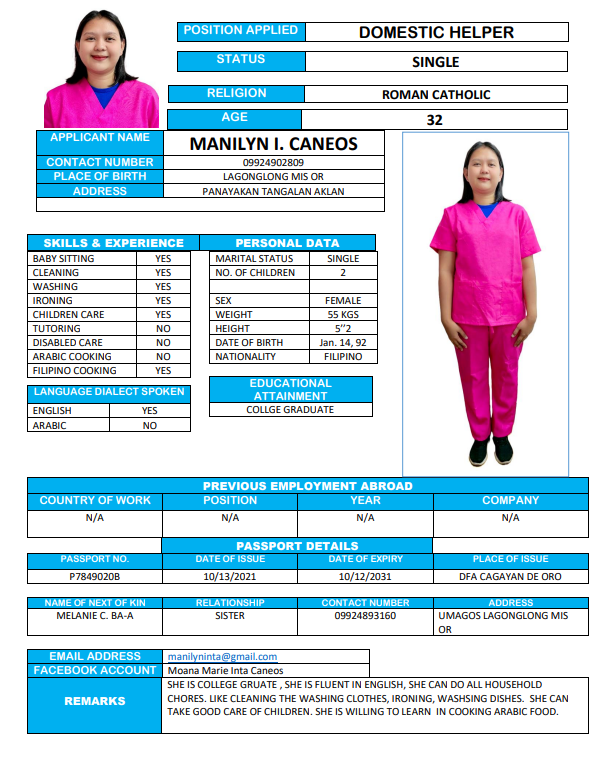 POSITION APPLIED DOMESTIC HELPER
STATUS SINGLE
RELIGION ROMAN CATHOLIC
AGE 32
APPLICANT NAME MANILYN I. CANEOS
CONTACT NUMBER 09924902809
PLACE OF BIRTH LAGONGLONG MIS OR
ADDRESS PANAYAKAN TANGALAN AKLAN
SKILLS & EXPERIENCE
BABY SITTING YES
CLEANING YES
WASHING YES
IRONING YES
CHILDREN CARE YES
TUTORING NO
DISABLED CARE NO
ARABIC COOKING NO
FILIPINO COOKING YES
LANGUAGE DIALECT SPOKEN
ENGLISH YES
ARABIC NO
PERSONAL DATA
MARITAL STATUS SINGLE
NO. OF CHILDREN 2
SEX FEMALE
WEIGHT 55 KGS
HEIGHT 5’’2
DATE OF BIRTH Jan. 14, 92
NATIONALITY FILIPINO
EDUCATIONAL
ATTAINMENT
COLLGE GRADUATE
PREVIOUS EMPLOYMENT ABROAD
COUNTRY OF WORK POSITION YEAR COMPANY
N/A N/A N/A N/A
PASSPORT DETAILS
PASSPORT NO. DATE OF ISSUE DATE OF EXPIRY PLACE OF ISSUE
P7849020B 10/13/2021 10/12/2031 DFA CAGAYAN DE ORO
NAME OF NEXT OF KIN RELATIONSHIP CONTACT NUMBER ADDRESS
MELANIE C. BA-A SISTER 09924893160 UMAGOS LAGONGLONG MIS
OR
EMAIL ADDRESS manilyninta@gmail.com
FACEBOOK ACCOUNT Moana Marie Inta Caneos
REMARKS
SHE IS COLLEGE GRUATE , SHE IS FLUENT IN ENGLISH, SHE CAN DO ALL HOUSEHOLD
CHORES. LIKE CLEANING THE WASHING CLOTHES, IRONING, WASHSING DISHES. SHE CAN
TAKE GOOD CARE OF CHILDREN. SHE IS WILLING TO LEARN IN COOKING ARABIC FOOD.